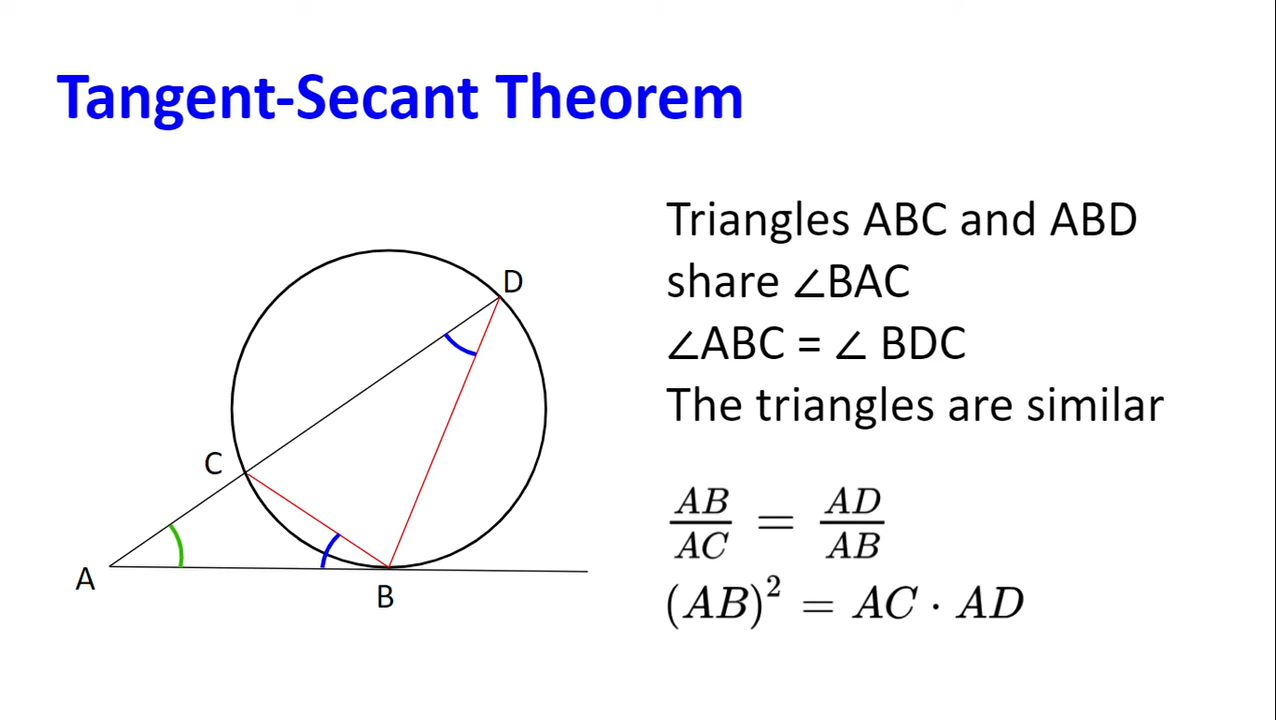 Tangent-Secant Theorem
Triangles ABC and ABD
share ∠BAC
∠ABC = ∠ BDC
The triangles are similar
AB/AC = AD/AB
(AB)² = AC · AD
D
C
A
B